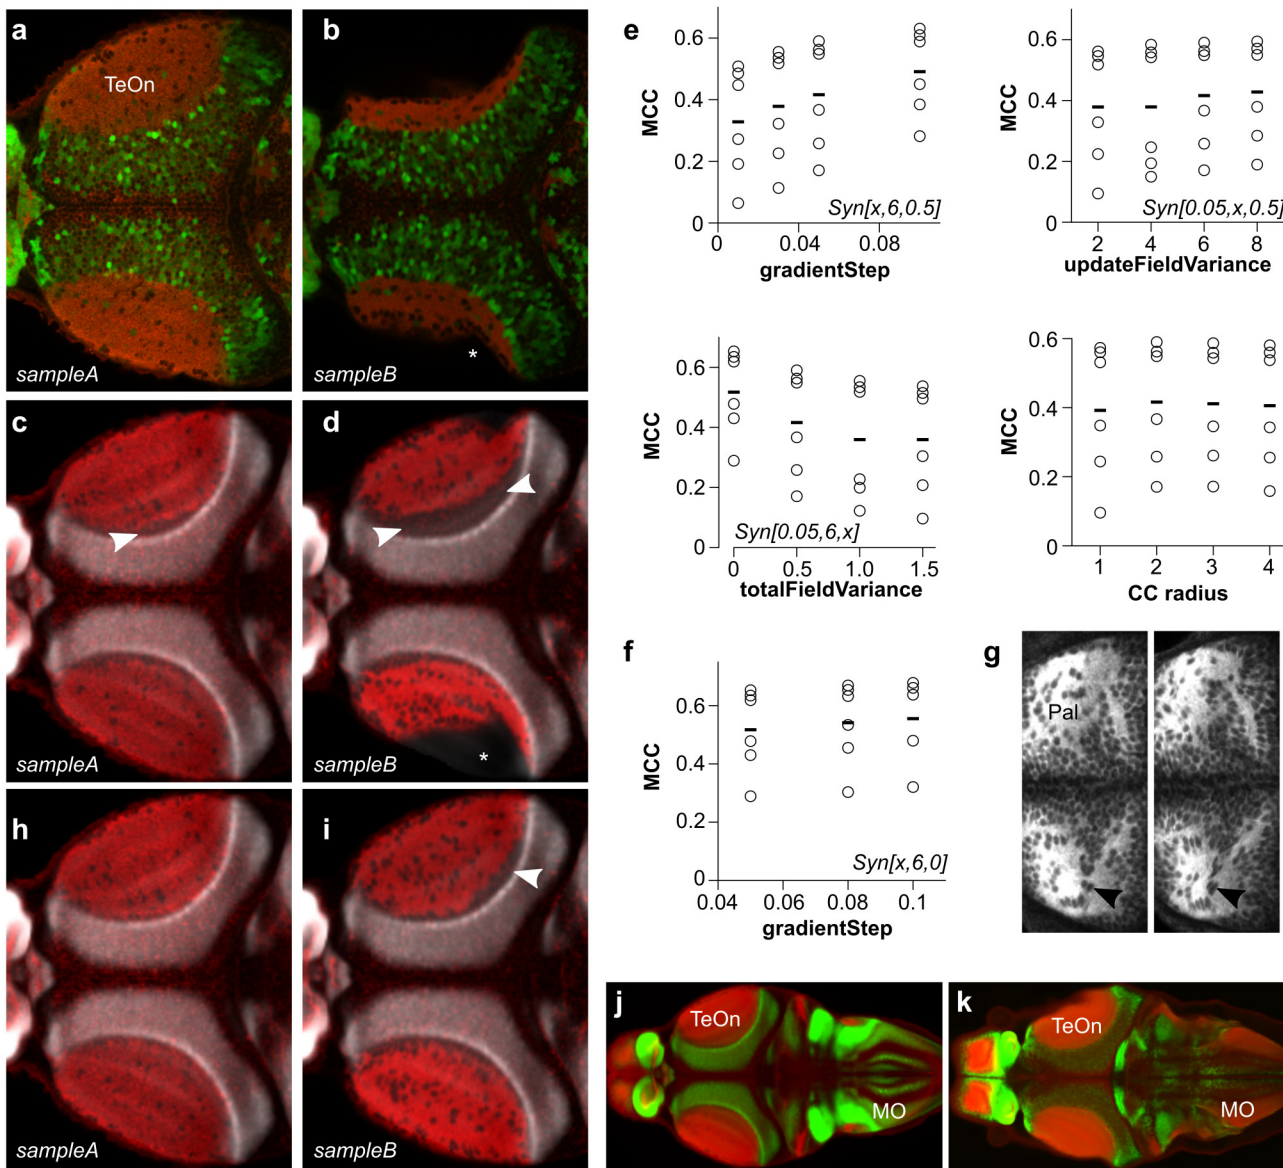 a
TeOn
sampleA
b
*
sampleB
c
sampleA
d
*
sampleB
h
sampleA
i
sampleB
e
MCC
0.6
0.4
0.2
0
0
0.04
0.08
gradientStep
Syn[x,6,0.5]
MCC
0.6
0.4
0.2
0
2
4
6
8
updateFieldVariance
Syn[0.05,x,0.5]
MCC
0.6
0.4
0.2
0
0
0.5
1.0
1.5
totalFieldVariance
Syn[0.05,6,x]
MCC
0.6
0.4
0.2
0
1
2
3
4
CC radius
f
MCC
0.6
0.4
0.2
0
0.04
0.06
0.08
0.1
gradientStep
Syn[x,6,0]
g
Pal
j
TeOn
MO
k
TeOn
MO